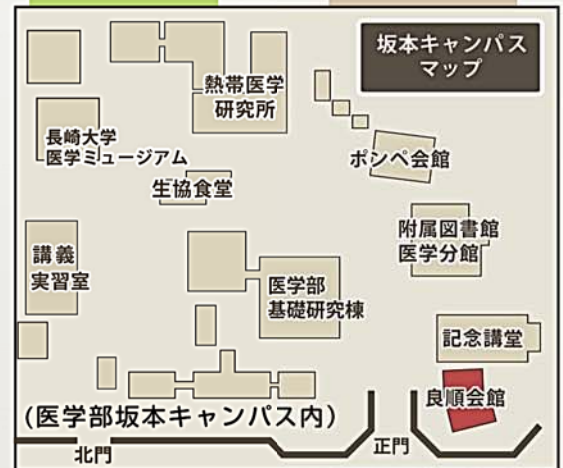 坂本キャンパス
マップ
熱帯医学
研究所
長崎大学
医学ミュージアム
ポンペ会館
生協食堂
附属図書館
医学分館
講義
実習室
医学部
基礎研究棟
記念講堂
良順会館
(医学部坂本キャンパス内)
正門
北門